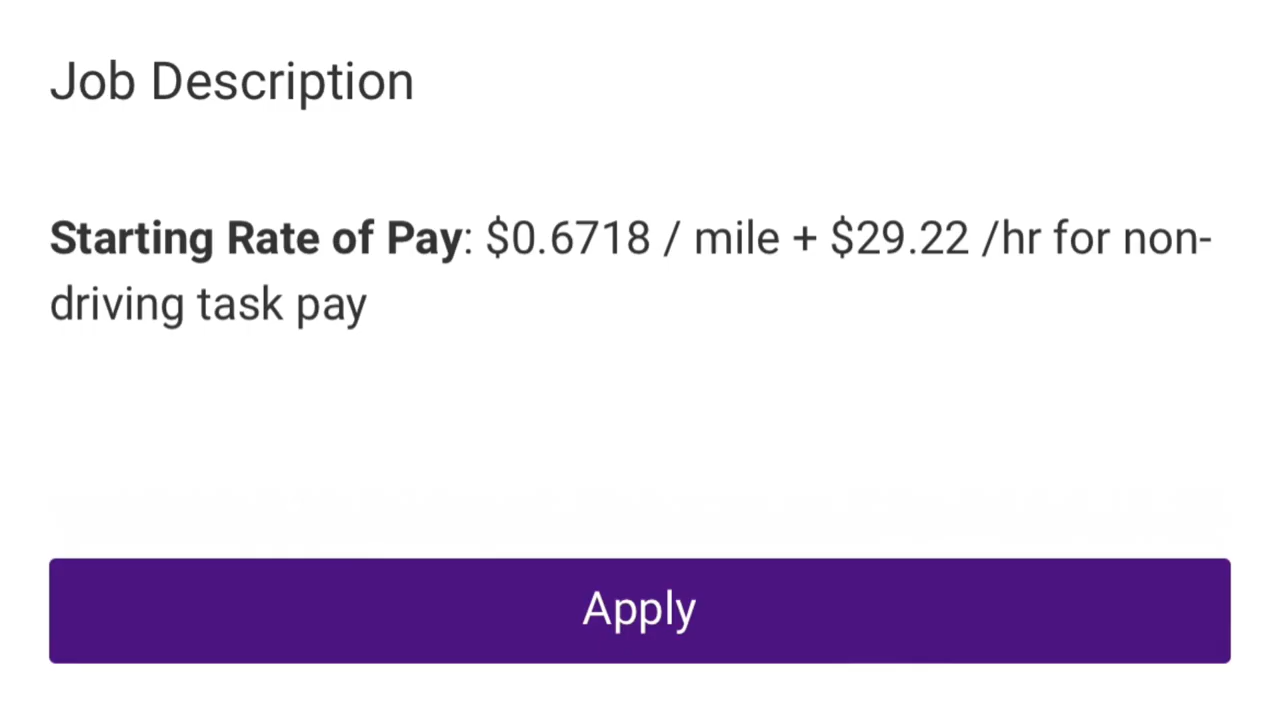 Job Description
Starting Rate of Pay: $0.6718 / mile + $29.22 /hr for non-
driving task pay
Apply